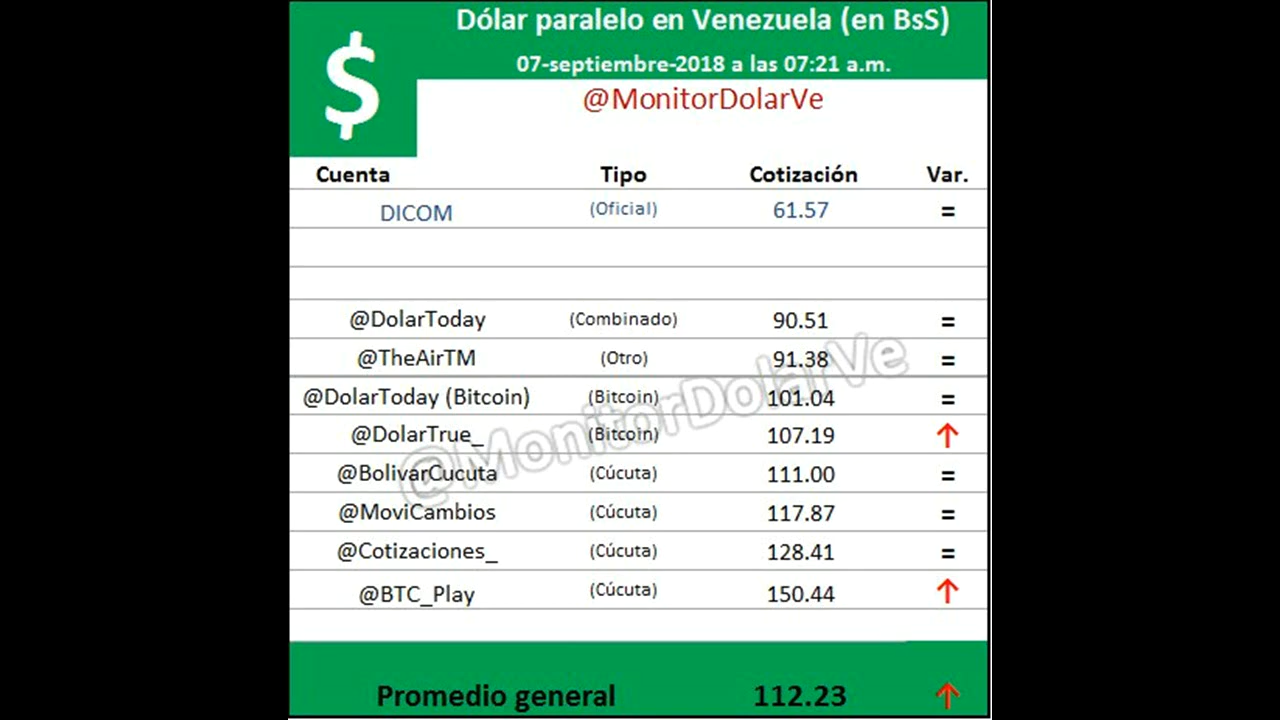 $
Dólar paralelo en Venezuela (en BsS)
07-septiembre-2018 a las 07:21 a.m.
@MonitorDolarVe
Cuenta Tipo Cotización Var.
DICOM (Oficial) 61.57 =
@DolarToday (Combinado) 90.51 =
@TheAirTM (Otro) 91.38 =
@DolarToday (Bitcoin) (Bitcoin) 101.04 =
@DolarTrue_ (Bitcoin) 107.19 ↑
@BolivarCucuta (Cúcuta) 111.00 =
@MoviCambios (Cúcuta) 117.87 =
@Cotizaciones_ (Cúcuta) 128.41 =
@BTC_Play (Cúcuta) 150.44 ↑
@MonitorDolarVe
Promedio general 112.23 ↑